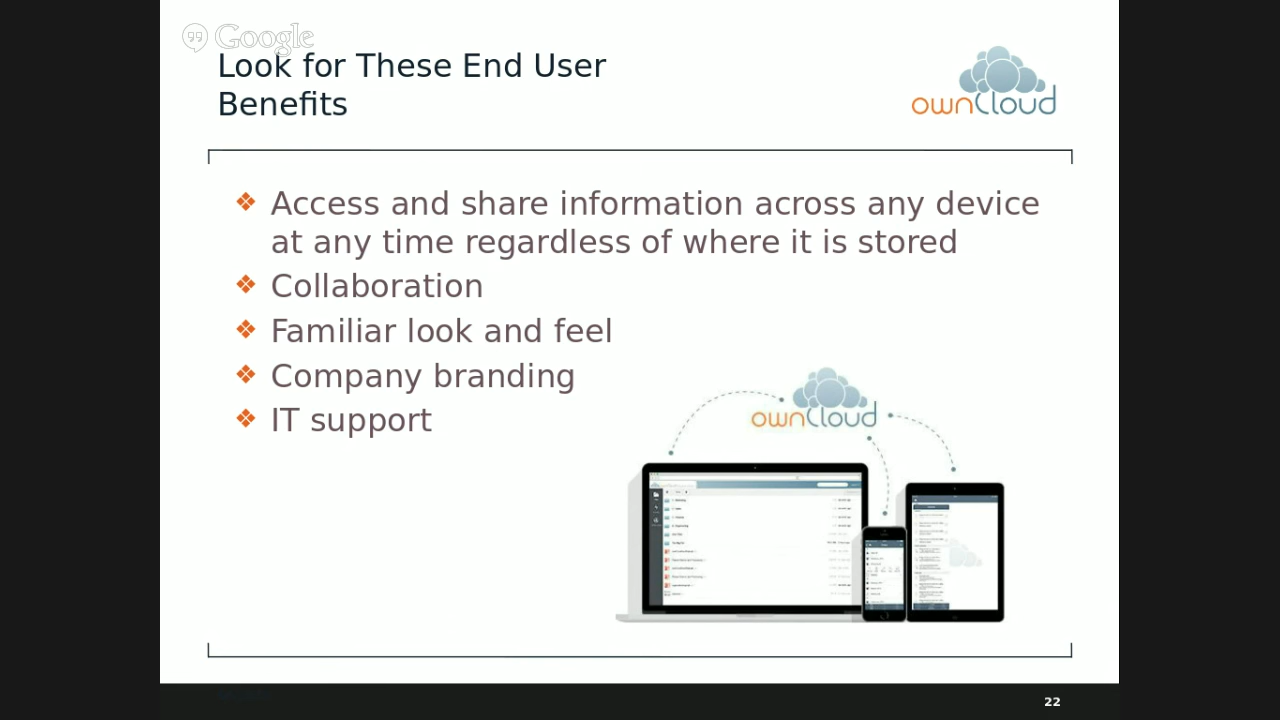 Google
Look for These End User
Benefits
ownCloud
Access and share information across any device
at any time regardless of where it is stored
Collaboration
Familiar look and feel
Company branding
IT support
ownCloud
22